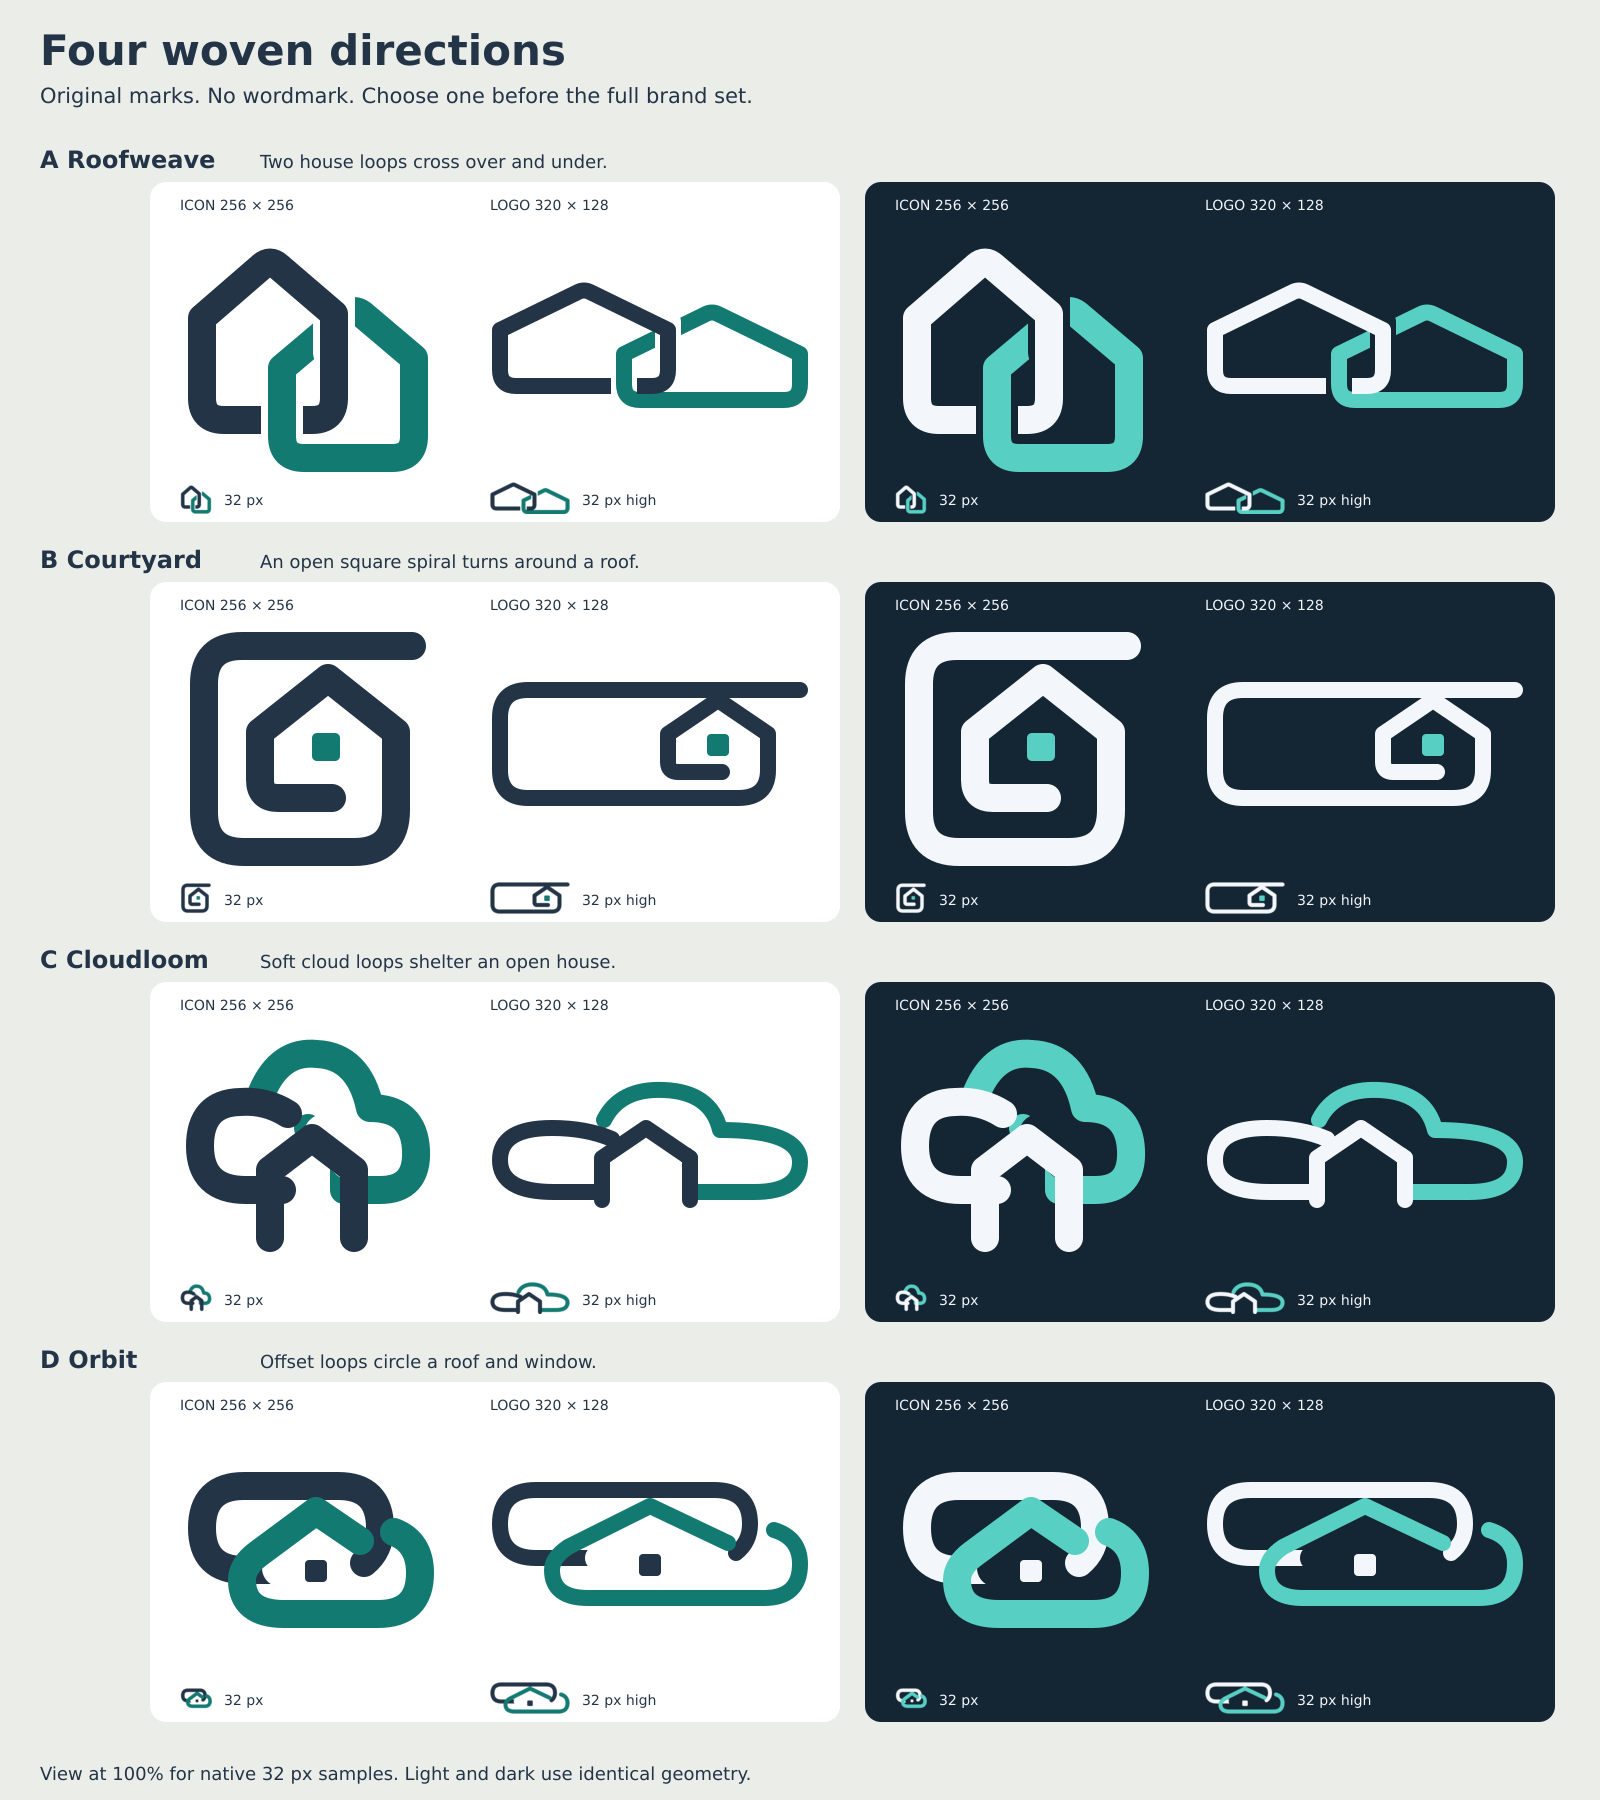 Four woven directions
Original marks. No wordmark. Choose one before the full brand set.
A Roofweave Two house loops cross over and under.
ICON 256 × 256 LOGO 320 × 128 ICON 256 × 256 LOGO 320 × 128
32 px 32 px high 32 px 32 px high
B Courtyard An open square spiral turns around a roof.
ICON 256 × 256 LOGO 320 × 128 ICON 256 × 256 LOGO 320 × 128
32 px 32 px high 32 px 32 px high
C Cloudloom Soft cloud loops shelter an open house.
ICON 256 × 256 LOGO 320 × 128 ICON 256 × 256 LOGO 320 × 128
32 px 32 px high 32 px 32 px high
D Orbit Offset loops circle a roof and window.
ICON 256 × 256 LOGO 320 × 128 ICON 256 × 256 LOGO 320 × 128
32 px 32 px high 32 px 32 px high
View at 100% for native 32 px samples. Light and dark use identical geometry.